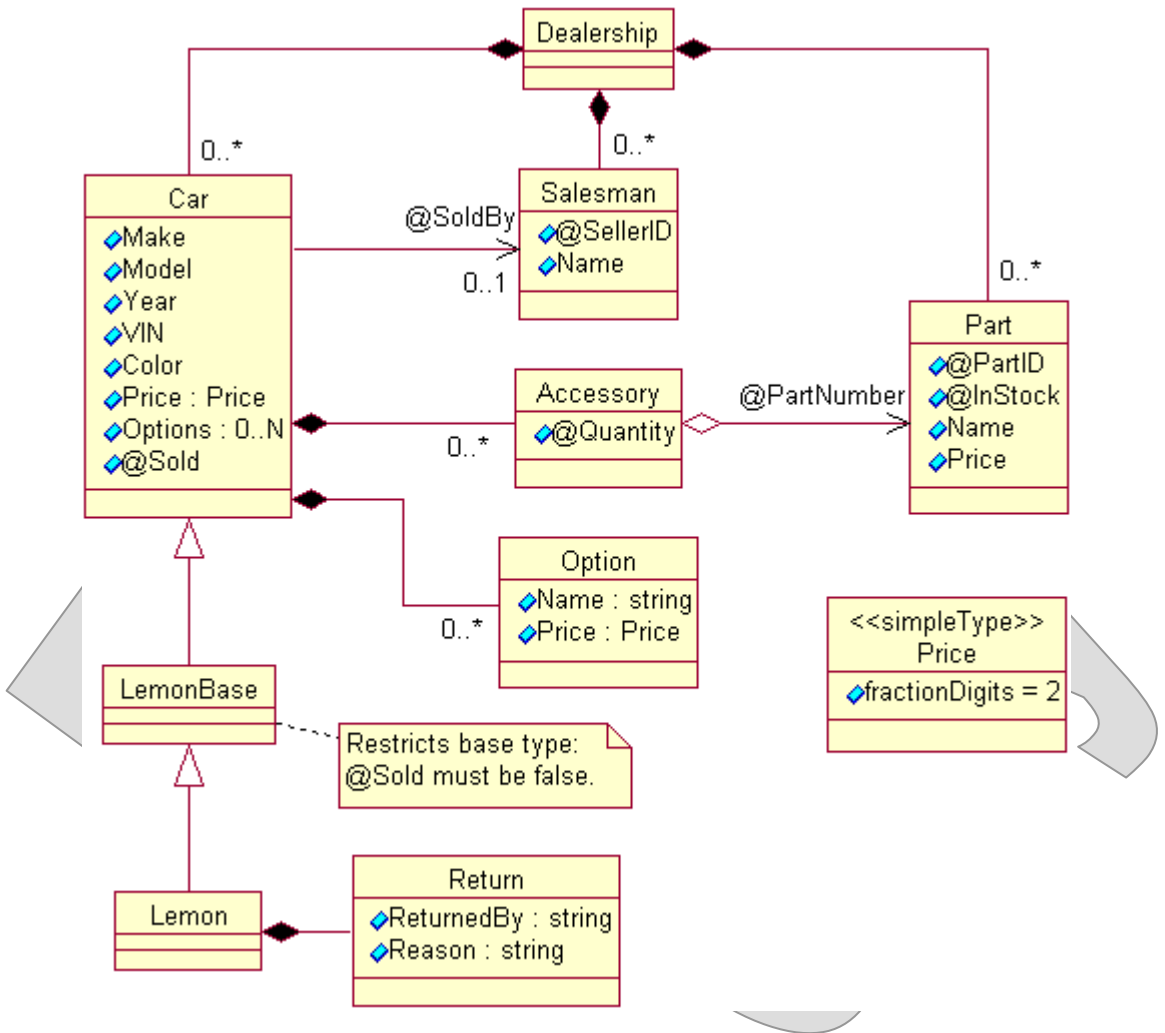 Dealership
0..*
0..*
0..*
Car
Make
Model
Year
VIN
Color
Price : Price
Options : 0..N
@Sold
@SoldBy
0..1
Salesman
@SellerID
Name
Part
@PartID
@InStock
Name
Price
Accessory
@Quantity
@PartNumber
0..*
Option
Name : string
Price : Price
0..*
<<simpleType>>
Price
fractionDigits = 2
LemonBase
Restricts base type:
@Sold must be false.
Lemon
Return
ReturnedBy : string
Reason : string